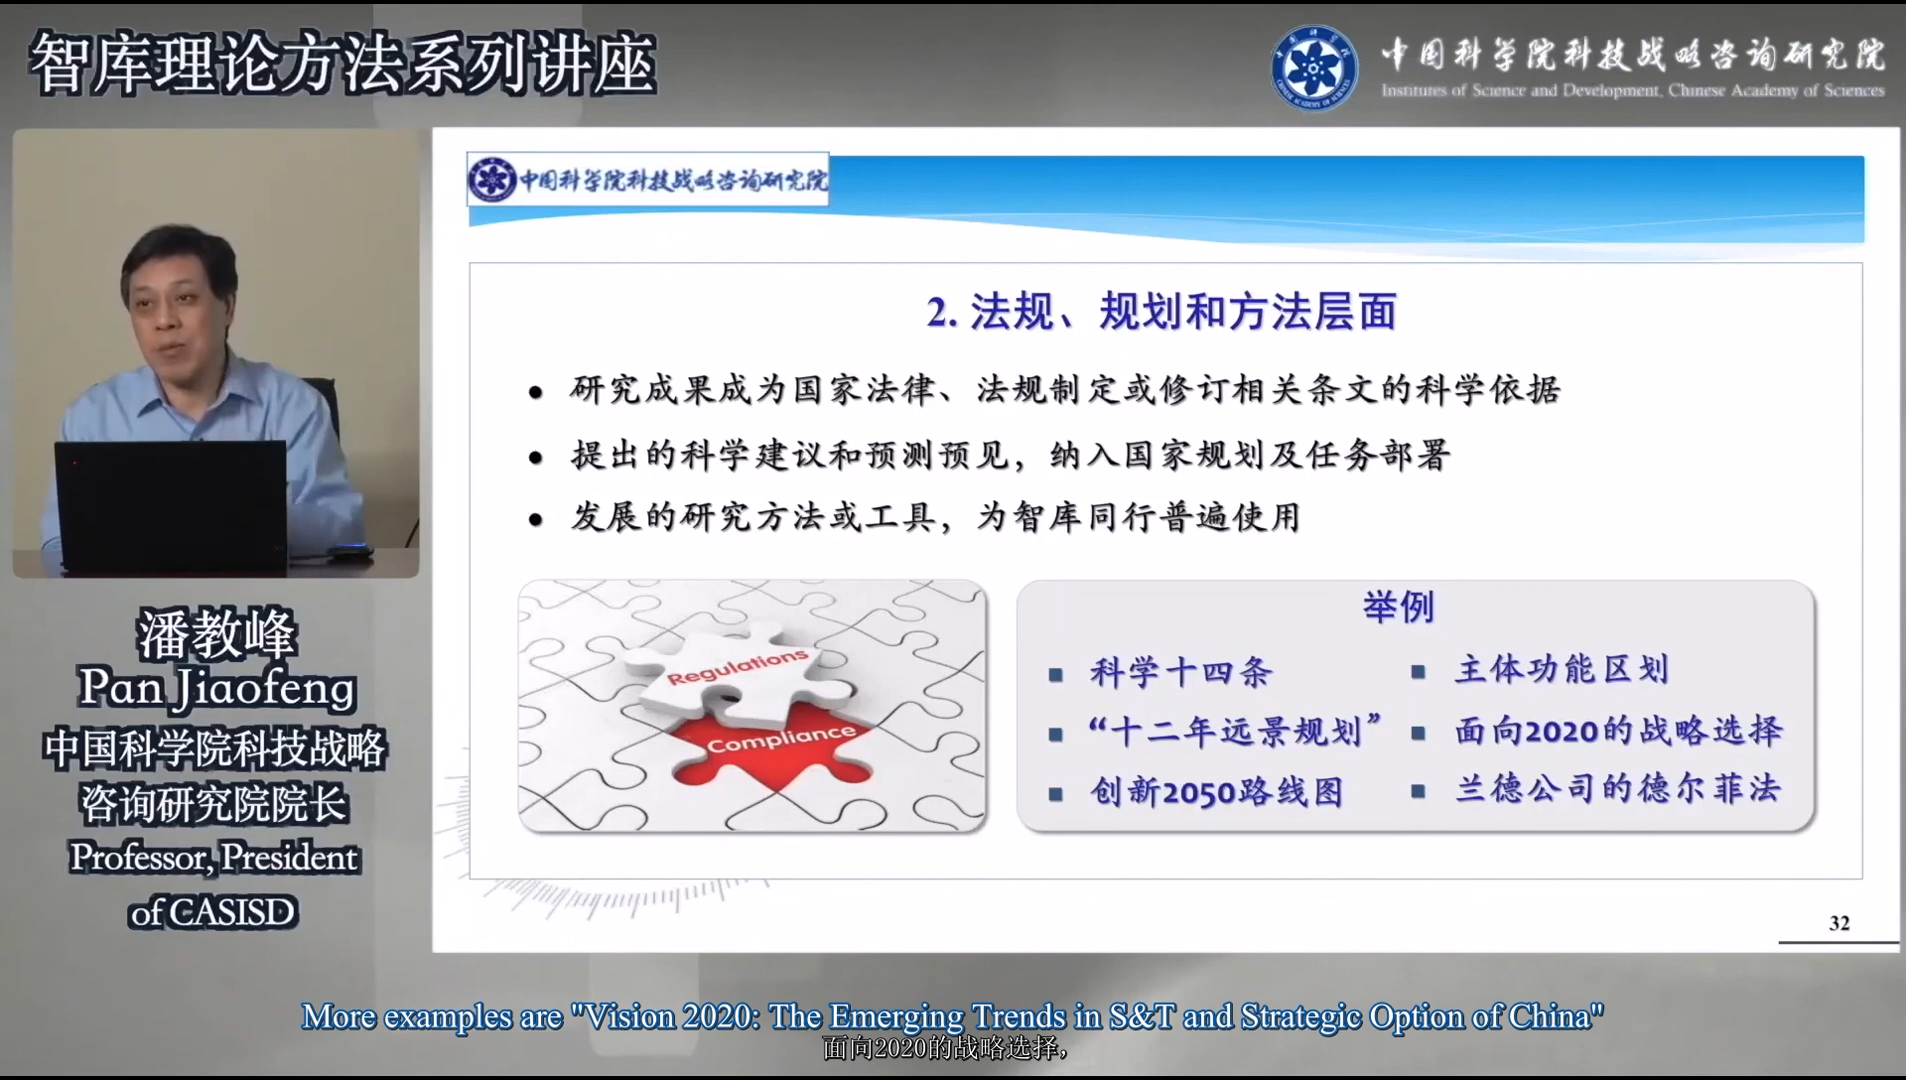 智库理论方法系列讲座
中国科学院科技战略咨询研究院
Institutes of Science and Development, Chinese Academy of Sciences
中国科学院科技战略咨询研究院
2. 法规、规划和方法层面
• 研究成果成为国家法律、法规制定或修订相关条文的科学依据
• 提出的科学建议和预测预见，纳入国家规划及任务部署
• 发展的研究方法或工具，为智库同行普遍使用
Regulations
Compliance
举例
科学十四条
“十二年远景规划”
创新2050路线图
主体功能区划
面向2020的战略选择
兰德公司的德尔菲法
32
潘教峰
Pan Jiaofeng
中国科学院科技战略
咨询研究院院长
Professor, President
of CASISD
More examples are "Vision 2020: The Emerging Trends in S&T and Strategic Option of China"
面向2020的战略选择，